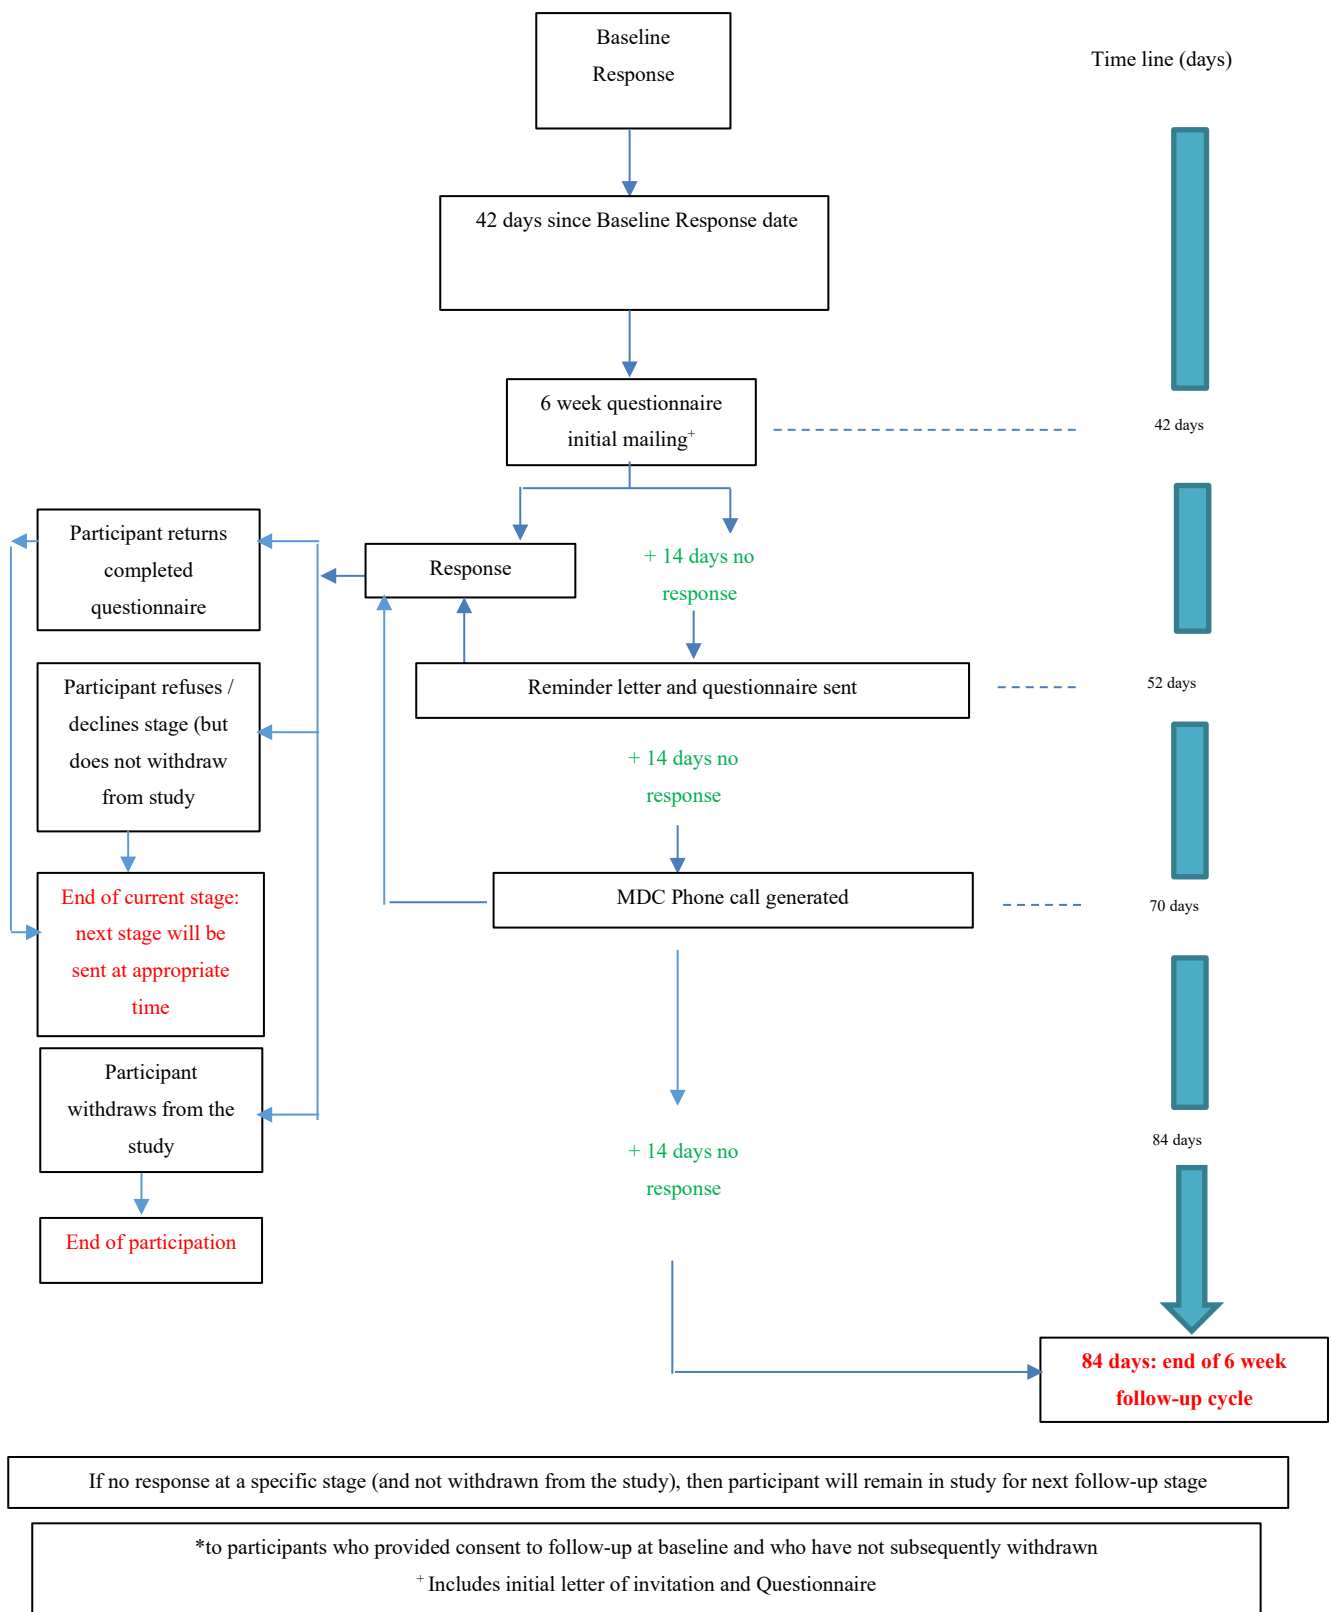 Baseline
Response
Time line (days)
42 days since Baseline Response date
6 week questionnaire
initial mailing+
42 days
Participant returns
completed
questionnaire
Response
+ 14 days no
response
Participant refuses /
declines stage (but
does not withdraw
from study
Reminder letter and questionnaire sent
52 days
+ 14 days no
response
End of current stage:
next stage will be
sent at appropriate
time
MDC Phone call generated
70 days
Participant
withdraws from the
study
+ 14 days no
response
84 days
End of participation
84 days: end of 6 week
follow-up cycle
If no response at a specific stage (and not withdrawn from the study), then participant will remain in study for next follow-up stage
*to participants who provided consent to follow-up at baseline and who have not subsequently withdrawn
+ Includes initial letter of invitation and Questionnaire